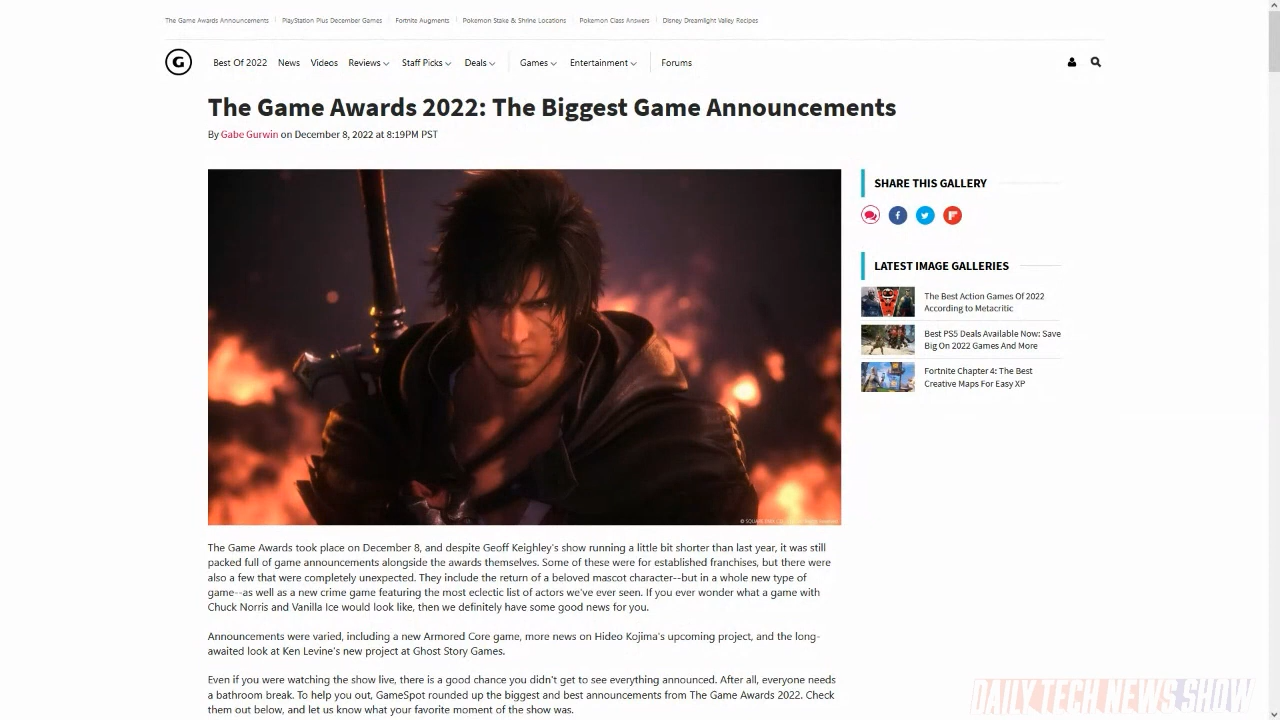 The Game Awards Announcements
PlayStation Plus December Games
Fortnite Augments
Pokemon Stake & Shrine Locations
Pokemon Class Answers
Disney Dreamlight Valley Recipes
G
Best Of 2022
News
Videos
Reviews
Staff Picks
Deals
Games
Entertainment
Forums
The Game Awards 2022: The Biggest Game Announcements
By Gabe Gurwin on December 8, 2022 at 8:19PM PST
SHARE THIS GALLERY
LATEST IMAGE GALLERIES
The Best Action Games Of 2022
According to Metacritic
Best PS5 Deals Available Now: Save
Big On 2022 Games And More
Fortnite Chapter 4: The Best
Creative Maps For Easy XP
The Game Awards took place on December 8, and despite Geoff Keighley's show running a little bit shorter than last year, it was still
packed full of game announcements alongside the awards themselves. Some of these were for established franchises, but there were
also a few that were completely unexpected. They include the return of a beloved mascot character--but in a whole new type of
game--as well as a new crime game featuring the most eclectic list of actors we've ever seen. If you ever wonder what a game with
Chuck Norris and Vanilla Ice would look like, then we definitely have some good news for you.
Announcements were varied, including a new Armored Core game, more news on Hideo Kojima's upcoming project, and the long-
awaited look at Ken Levine's new project at Ghost Story Games.
Even if you were watching the show live, there is a good chance you didn't get to see everything announced. After all, everyone needs
a bathroom break. To help you out, GameSpot rounded up the biggest and best announcements from The Game Awards 2022. Check
them out below, and let us know what your favorite moment of the show was.
DAILY TECH NEWS SHOW